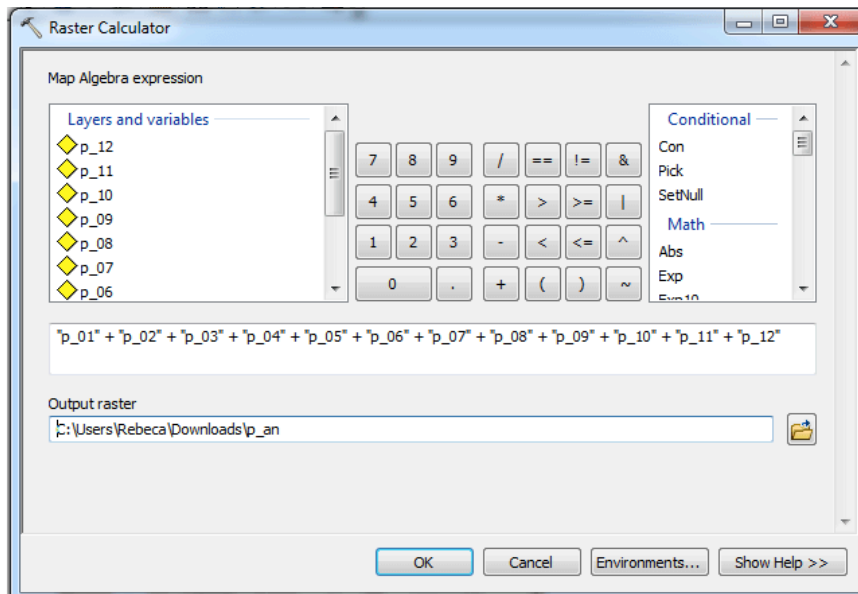 Raster Calculator
Map Algebra expression
Layers and variables
p_12
p_11
p_10
p_09
p_08
p_07
p_06
7 8 9 / == != &
4 5 6 * > >= |
1 2 3 - < <= ^
0 . + ( ) ~
Conditional
Con
Pick
SetNull
Math
Abs
Exp
Exp10
"p_01" + "p_02" + "p_03" + "p_04" + "p_05" + "p_06" + "p_07" + "p_08" + "p_09" + "p_10" + "p_11" + "p_12"
Output raster
C:\Users\Rebeca\Downloads\p_an
OK Cancel Environments... Show Help >>